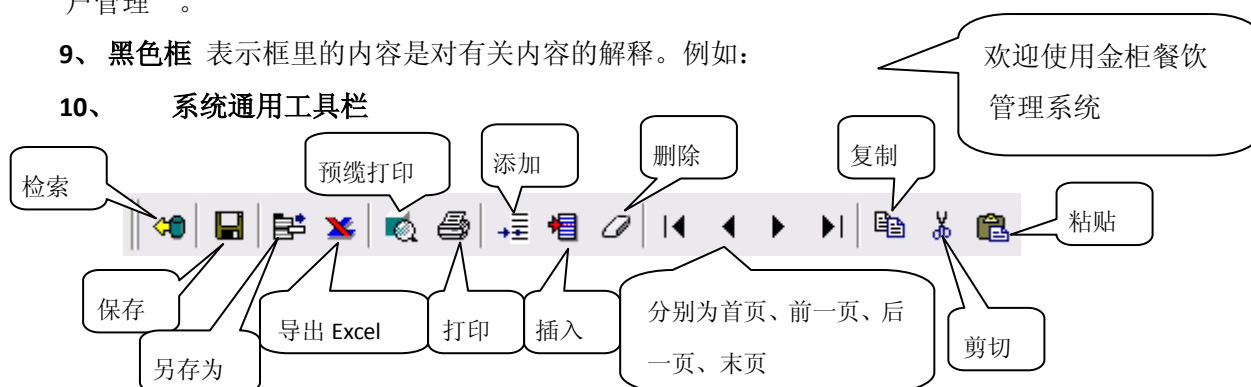 户管理 。
9、 黑色框 表示框里的内容是对有关内容的解释。例如：
欢迎使用金柜餐饮
管理系统
10、 系统通用工具栏
检索
预缆打印
添加
删除
复制
粘贴
保存
另存为
导出 Excel
打印
插入
分别为首页、前一页、后
一页、末页
剪切